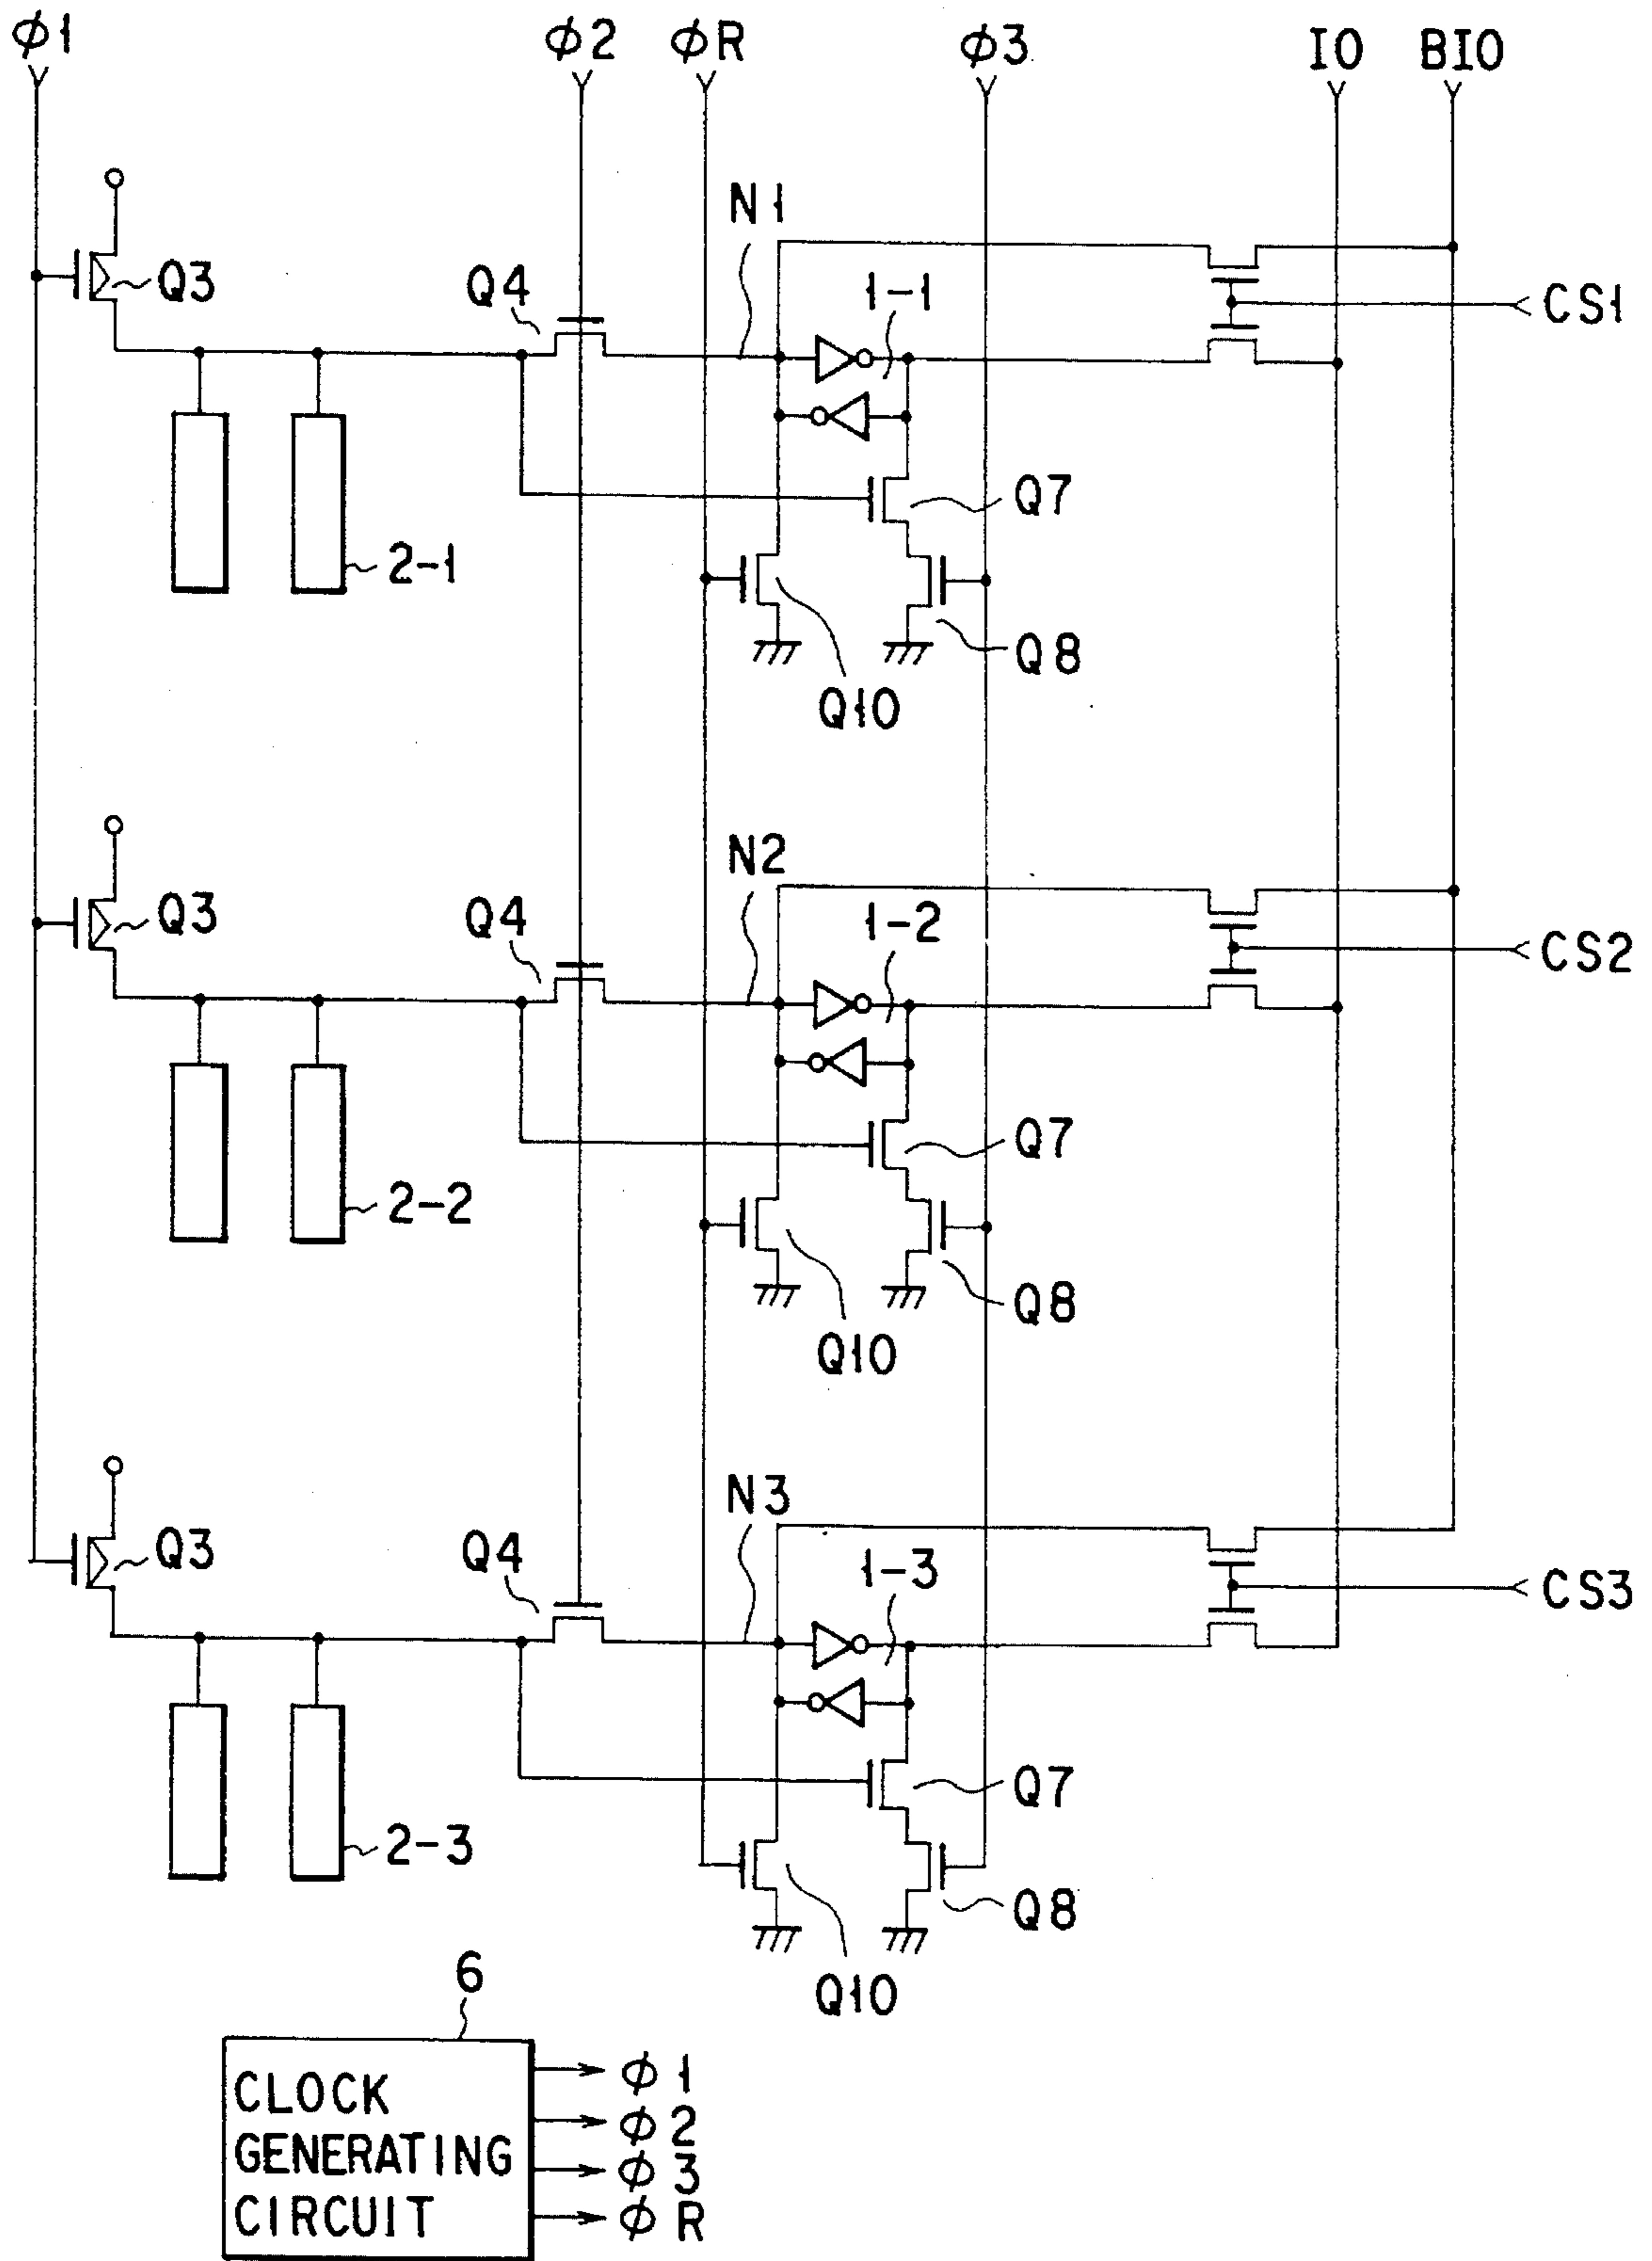 ϕ1 ϕ2 ϕR ϕ3 IO BIO
N1
Q3 Q4 1-1 CS1
Q7
2-1
Q8
Q10
N2
Q3 Q4 1-2 CS2
Q7
2-2
Q8
Q10
N3
Q3 Q4 1-3 CS3
Q7
2-3
Q8
Q10
6
CLOCK
GENERATING
CIRCUIT
ϕ1
ϕ2
ϕ3
ϕR